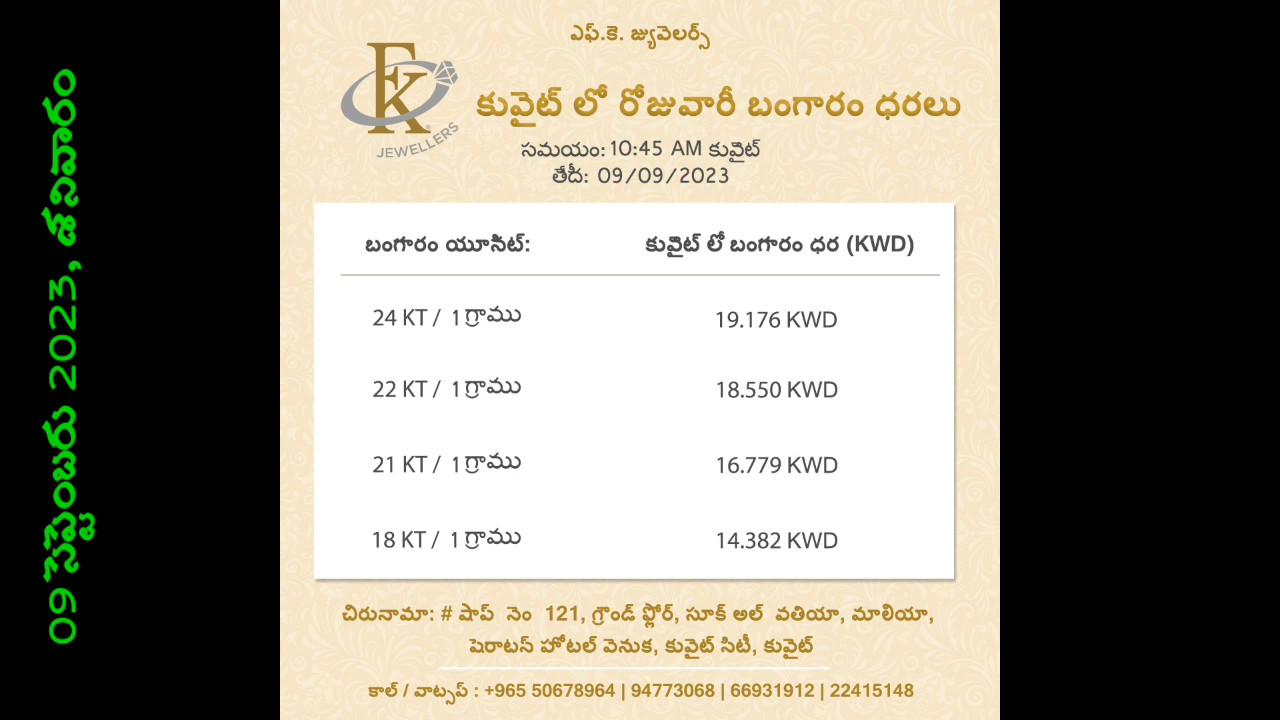 09 సెప్టెంబరు 2023, శనివారం
ఎఫ్.కె. జ్యువెలర్స్
FK
JEWELLERS
కువైట్ లో రోజువారీ బంగారం ధరలు
సమయం: 10:45 AM కువైట్
తేదీ: 09/09/2023
బంగారం యూనిట్: కువైట్ లో బంగారం ధర (KWD)
24 KT / 1 గ్రాము 19.176 KWD
22 KT / 1 గ్రాము 18.550 KWD
21 KT / 1 గ్రాము 16.779 KWD
18 KT / 1 గ్రాము 14.382 KWD
చిరునామా: # షాప్ నెం 121, గ్రౌండ్ ఫ్లోర్, సూక్ అల్ వతియా, మాలియా,
షెరాటన్ హోటల్ వెనుక, కువైట్ సిటీ, కువైట్
కాల్ / వాట్సప్ : +965 50678964 | 94773068 | 66931912 | 22415148